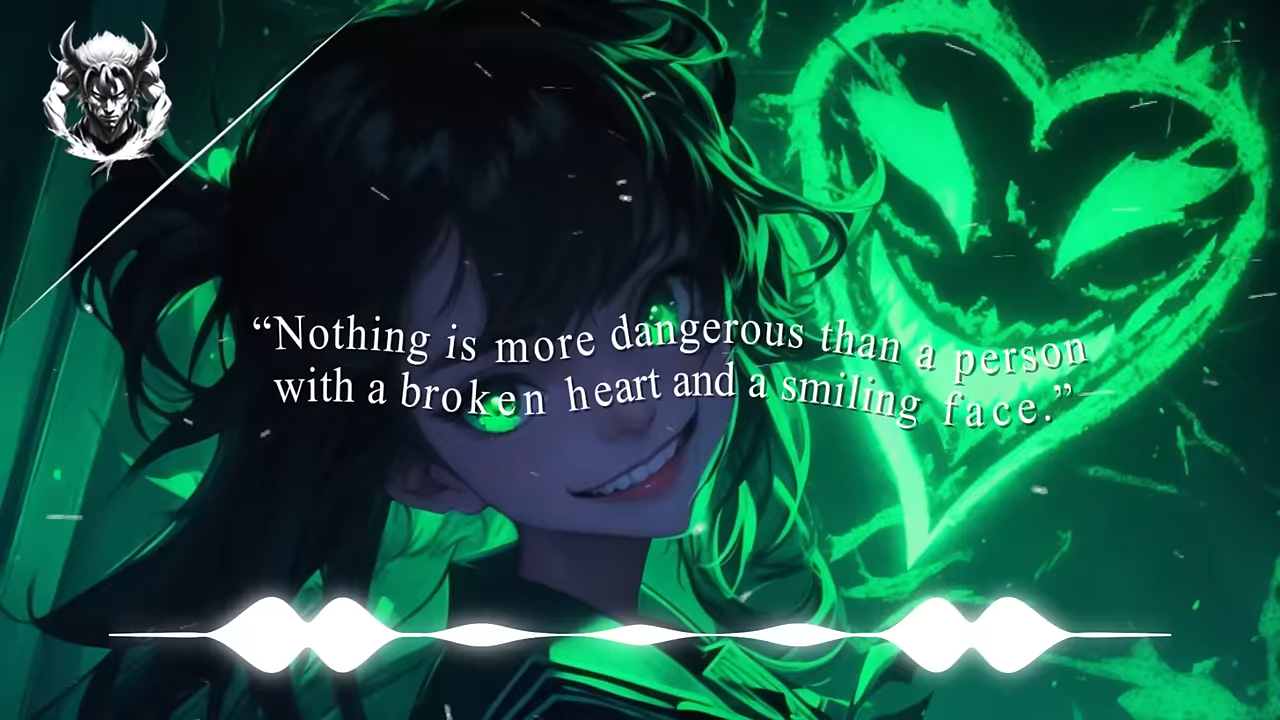 “Nothing is more dangerous than a person
with a broken heart and a smiling face.”